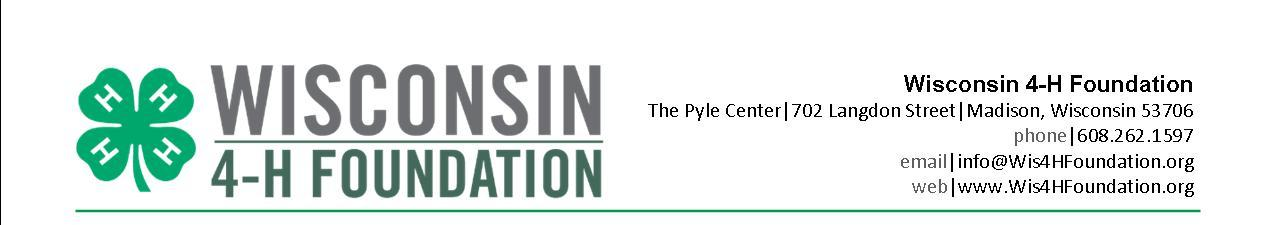 H H H H
WISCONSIN
4-H FOUNDATION
Wisconsin 4-H Foundation
The Pyle Center|702 Langdon Street|Madison, Wisconsin 53706
phone|608.262.1597
email|info@Wis4HFoundation.org
web|www.Wis4HFoundation.org